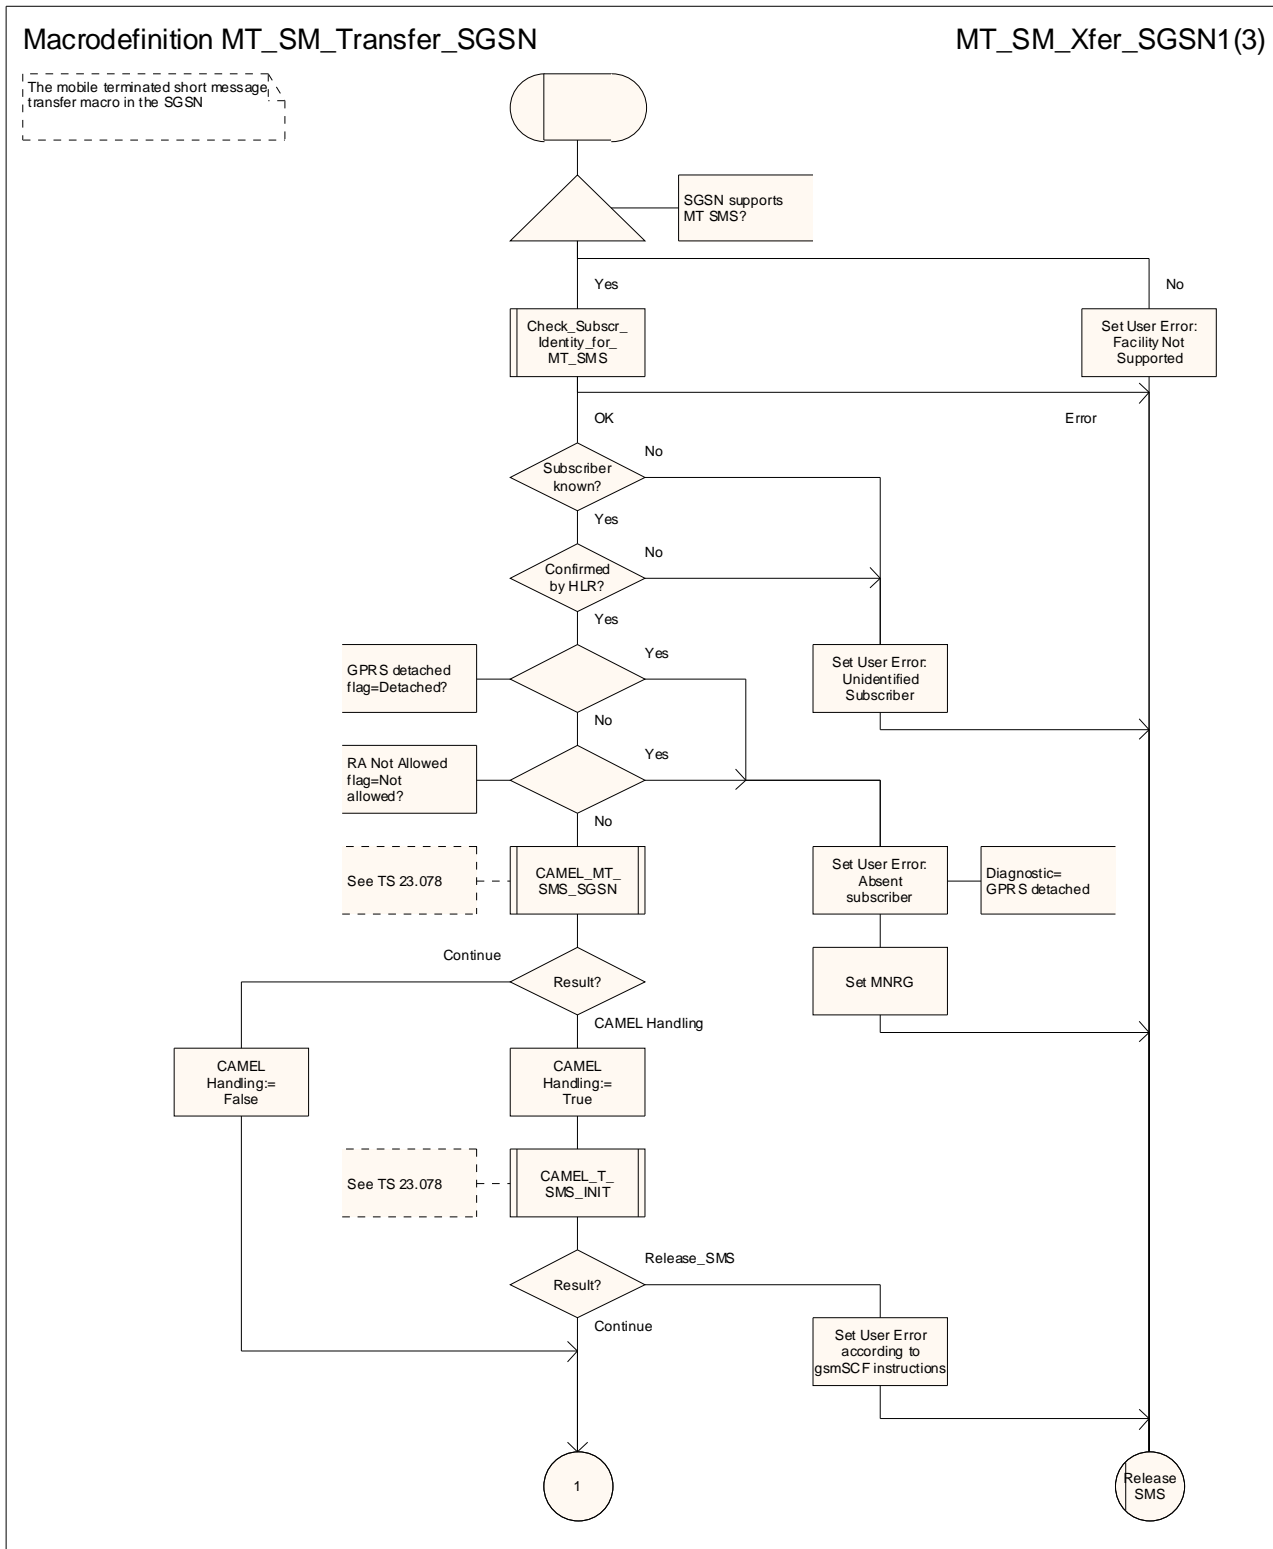 Macrodefinition MT_SM_Transfer_SGSN
MT_SM_Xfer_SGSN1(3)
The mobile terminated short message
transfer macro in the SGSN
SGSN supports
MT SMS?
Yes
No
Check_Subscr_
Identity_for_
MT_SMS
Set User Error:
Facility Not
Supported
OK
Error
Subscriber
known?
No
Yes
Confirmed
by HLR?
No
Yes
GPRS detached
flag=Detached?
Yes
Set User Error:
Unidentified
Subscriber
No
RA Not Allowed
flag=Not
allowed?
Yes
No
See TS 23.078
CAMEL_MT_
SMS_SGSN
Set User Error:
Absent
subscriber
Diagnostic=
GPRS detached
Continue
Result?
Set MNRG
CAMEL Handling
CAMEL
Handling:=
False
CAMEL
Handling:=
True
See TS 23.078
CAMEL_T_
SMS_INIT
Result?
Release_SMS
Continue
Set User Error
according to
gsmSCF instructions
1
Release
SMS